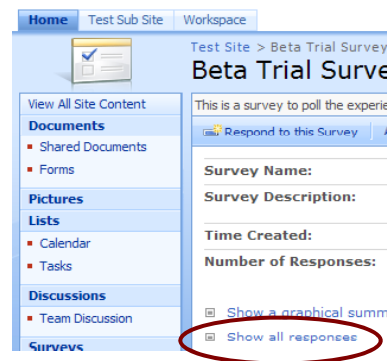 Home Test Sub Site Workspace
Test Site > Beta Trial Survey
Beta Trial Surve
View All Site Content
This is a survey to poll the experie
Documents
Respond to this Survey
Shared Documents
Forms
Survey Name:
Pictures
Survey Description:
Lists
Calendar
Time Created:
Tasks
Number of Responses:
Discussions
Team Discussion
Show a graphical summ
Surveys
Show all responses